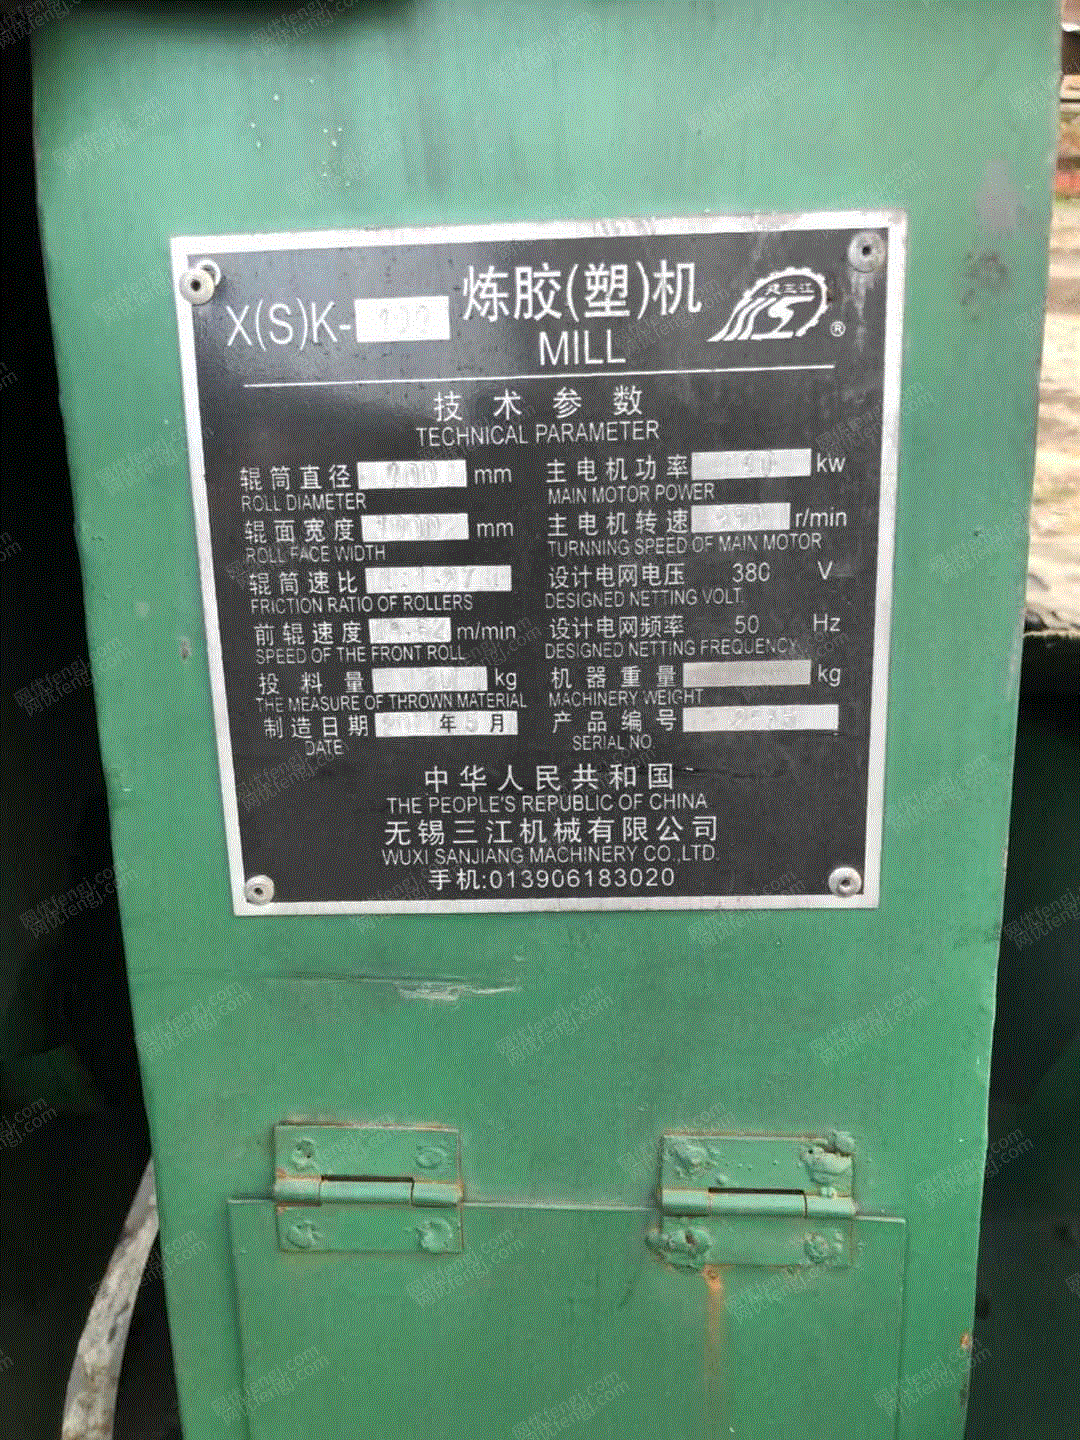 X(S)K- 炼胶(塑)机
MILL
建三江
®
技术参数
TECHNICAL PARAMETER
辊筒直径 mm
ROLL DIAMETER
辊面宽度 mm
ROLL FACE WIDTH
辊筒速比
FRICTION RATIO OF ROLLERS
前辊速度 m/min
SPEED OF THE FRONT ROLL
投料量 kg
THE MEASURE OF THROWN MATERIAL
制造日期 年5月
DATE
主电机功率 kw
MAIN MOTOR POWER
主电机转速 r/min
TURNNING SPEED OF MAIN MOTOR
设计电网电压 380 V
DESIGNED NETTING VOLT.
设计电网频率 50 Hz
DESIGNED NETTING FREQUENCY
机器重量 kg
MACHINERY WEIGHT
产品编号
SERIAL NO.
中华人民共和国
THE PEOPLE'S REPUBLIC OF CHINA
无锡三江机械有限公司
WUXI SANJIANG MACHINERY CO.,LTD.
手机:013906183020